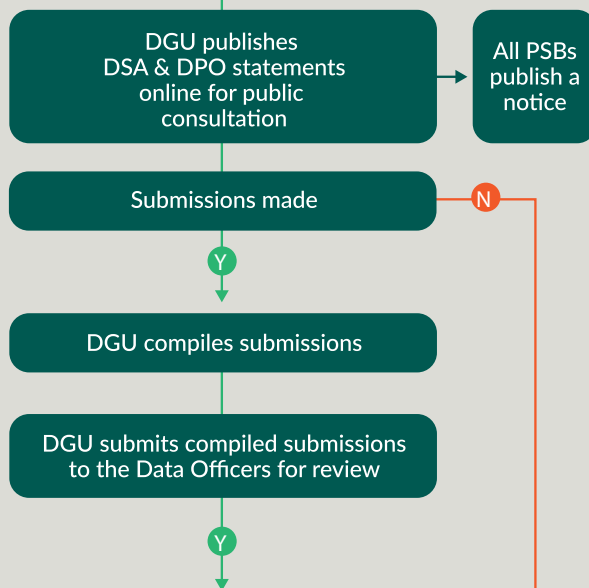 DGU publishes
DSA & DPO statements
online for public
consultation
All PSBs
publish a
notice
Submissions made
N
Y
DGU compiles submissions
DGU submits compiled submissions
to the Data Officers for review
Y